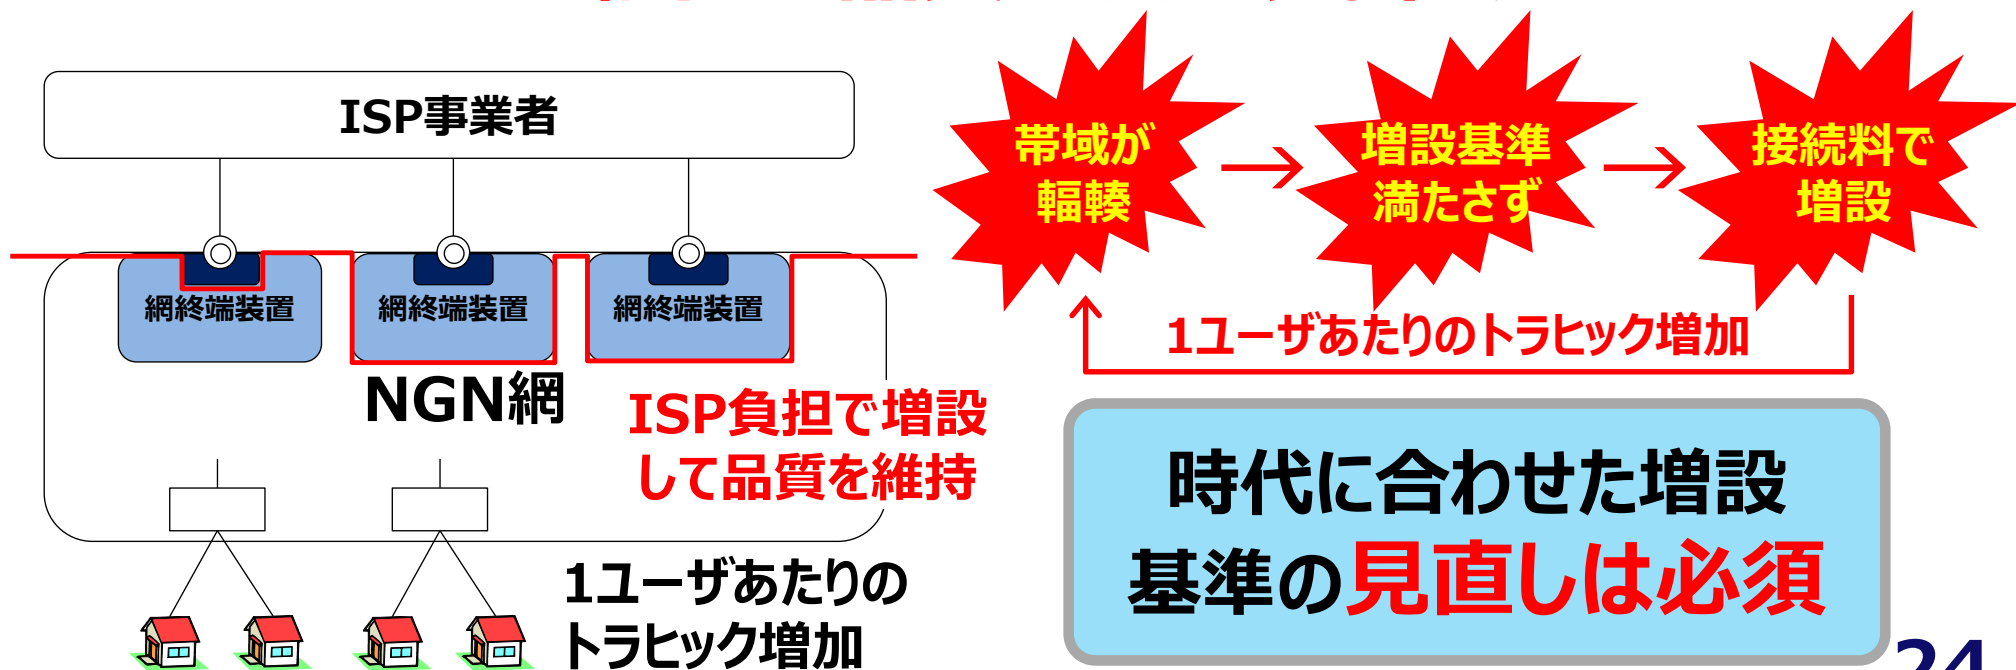 ISP事業者
網終端装置
網終端装置
網終端装置
NGN網
ISP負担で増設
して品質を維持
1ユーザあたりの
トラヒック増加
帯域が
輻輳
→
増設基準
満たさず
→
接続料で
増設
1ユーザあたりのトラヒック増加
時代に合わせた増設
基準の見直しは必須
24